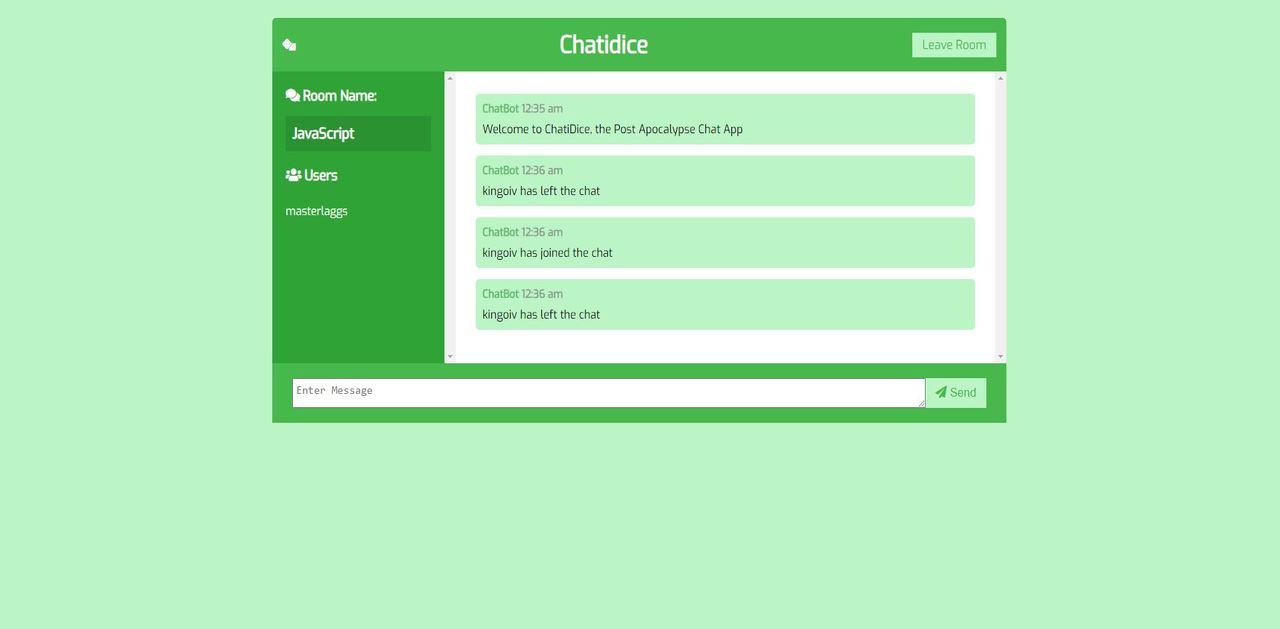 Chatidice
Leave Room
Room Name:
JavaScript
Users
masterlaggs
ChatBot 12:35 am
Welcome to ChatiDice, the Post Apocalypse Chat App
ChatBot 12:36 am
kingoiv has left the chat
ChatBot 12:36 am
kingoiv has joined the chat
ChatBot 12:36 am
kingoiv has left the chat
Enter Message
Send